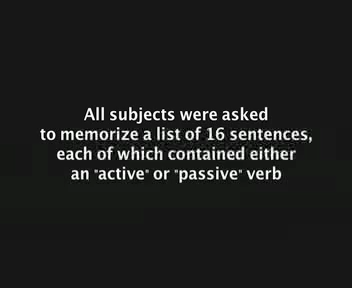 All subjects were asked
to memorize a list of 16 sentences,
each of which contained either
an "active" or "passive" verb